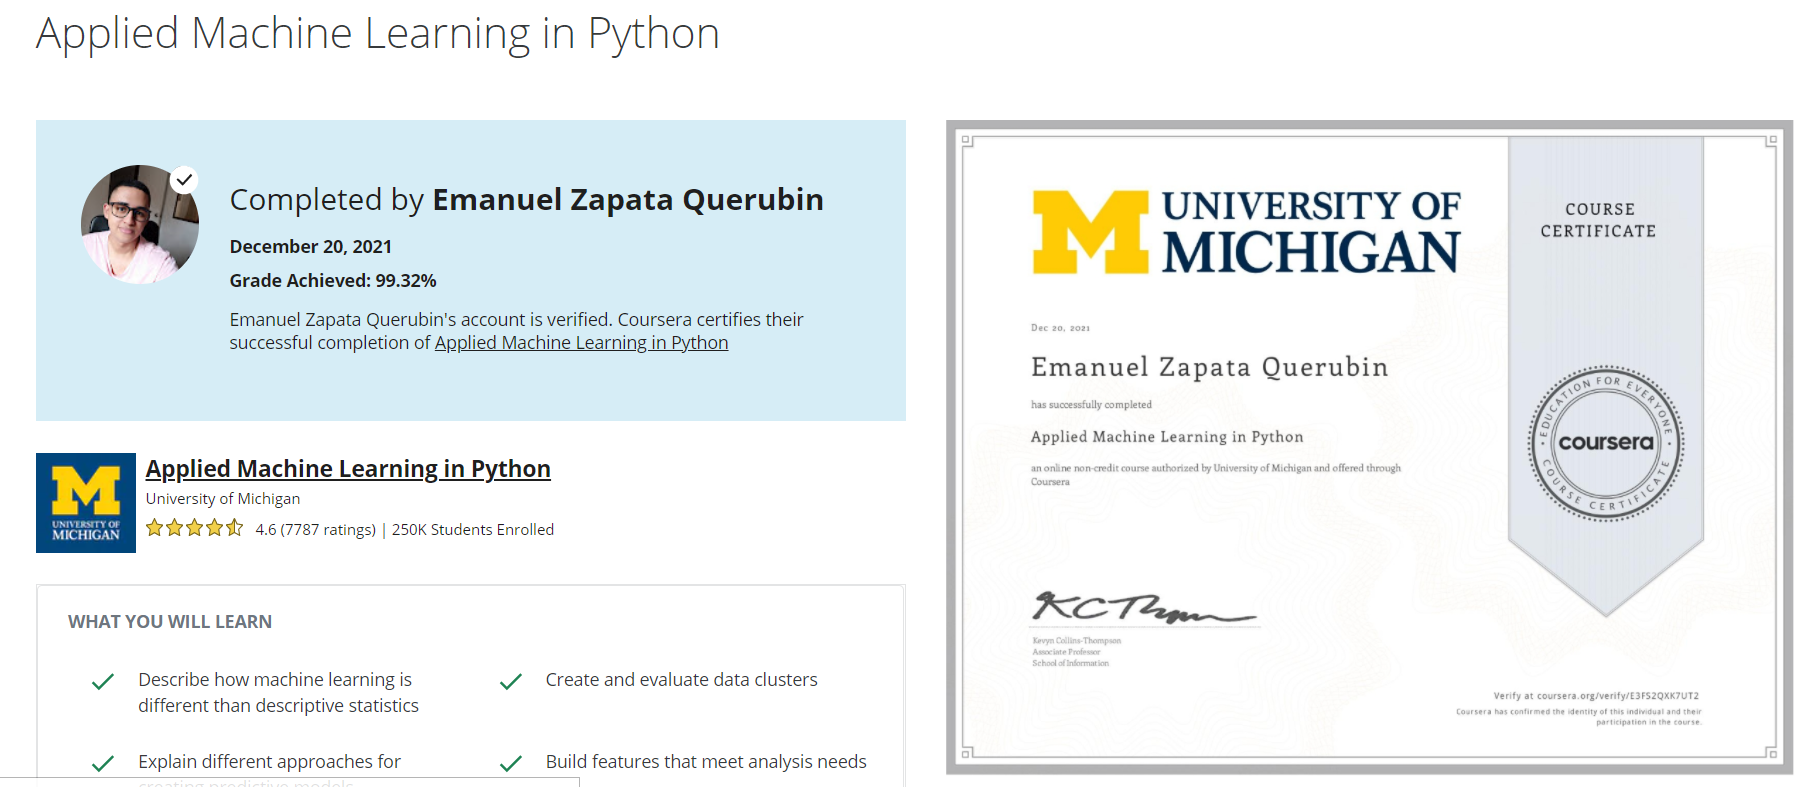 Applied Machine Learning in Python
Completed by Emanuel Zapata Querubin
December 20, 2021
Grade Achieved: 99.32%
Emanuel Zapata Querubin's account is verified. Coursera certifies their
successful completion of Applied Machine Learning in Python
UNIVERSITY OF
MICHIGAN
Applied Machine Learning in Python
University of Michigan
4.6 (7787 ratings) | 250K Students Enrolled
WHAT YOU WILL LEARN
Describe how machine learning is
different than descriptive statistics
Create and evaluate data clusters
Explain different approaches for
creating predictive models
Build features that meet analysis needs
M UNIVERSITY OF
MICHIGAN
COURSE
CERTIFICATE
Dec 20, 2021
Emanuel Zapata Querubin
has successfully completed
Applied Machine Learning in Python
an online non-credit course authorized by University of Michigan and offered through
Coursera
EDUCATION FOR EVERYONE
coursera
COURSE CERTIFICATE
Kevyn Collins-Thompson
Associate Professor
School of Information
Verify at coursera.org/verify/E3FS2QXK7UT2
Coursera has confirmed the identity of this individual and their
participation in the course.